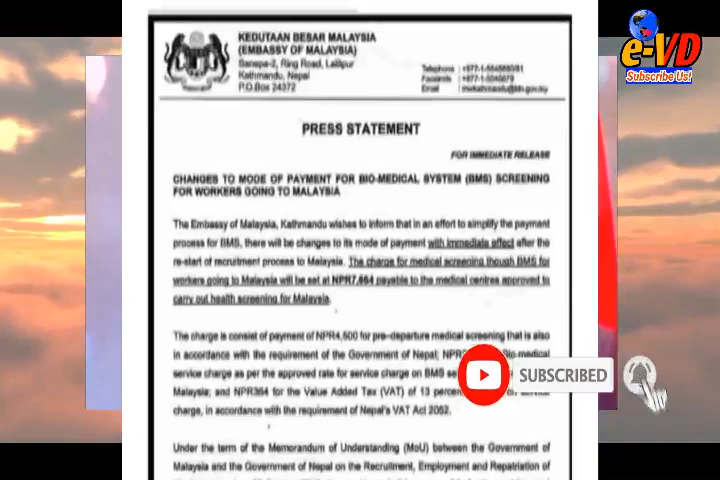 KEDUTAAN BESAR MALAYSIA
(EMBASSY OF MALAYSIA)
Sanepa-2, Ring Road, Lalitpur
Kathmandu, Nepal
P.O.Box 24372
Telephone
Facsimile
Email
PRESS STATEMENT
FOR IMMEDIATE RELEASE
CHANGES TO MODE OF PAYMENT FOR BIO-MEDICAL SYSTEM (BMS) SCREENING
FOR WORKERS GOING TO MALAYSIA
The Embassy of Malaysia, Kathmandu wishes to inform that in an effort to simplify the payment
process for BMS, there will be changes to its mode of payment with immediate effect after the
re-start of recruitment process to Malaysia. The charge for medical screening though BMS for
workers going to Malaysia will be set at NPR7,664 payable to the medical centres approved to
carry out health screening for Malaysia.
The charge is consist of payment of NPR4,500 for pre-departure medical screening that is also
in accordance with the requirement of the Government of Nepal; Bio-medical
service charge as per the approved rate for service charge on BMS
Malaysia; and NPR364 for the Value Added Tax (VAT) of 13 service
charge, in accordance with the requirement of Nepal's VAT Act 2052.
Under the term of the Memorandum of Understanding (MoU) between the Government of
Malaysia and the Government of Nepal on the Recruitment, Employment and Repatriation of
e-VD
Subscribe Us!
SUBSCRIBED